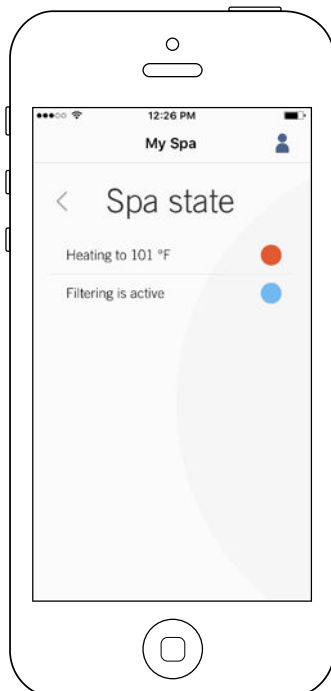 12:26 PM
My Spa
Spa state
Heating to 101 °F
Filtering is active